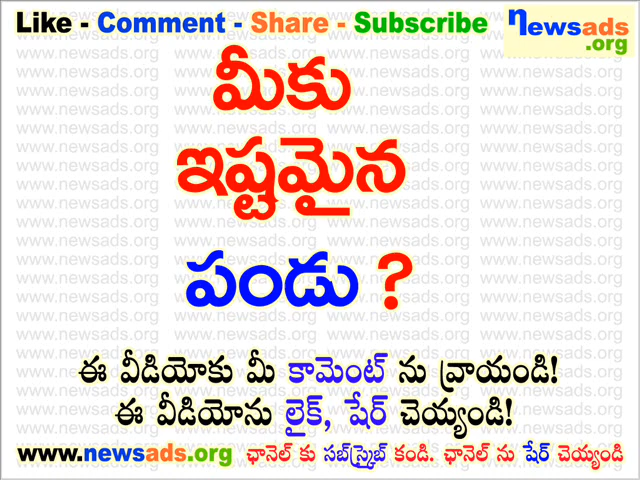 Like - Comment - Share - Subscribe
newsads
.org
మీకు
ఇష్టమైన
పండు ?
ఈ వీడియోకు మీ కామెంట్ ను వ్రాయండి!
ఈ వీడియోను లైక్, షేర్ చెయ్యండి!
www.newsads.org ఛానెల్ కు సబ్‌స్క్రైబ్ కండి. ఛానెల్ ను షేర్ చెయ్యండి